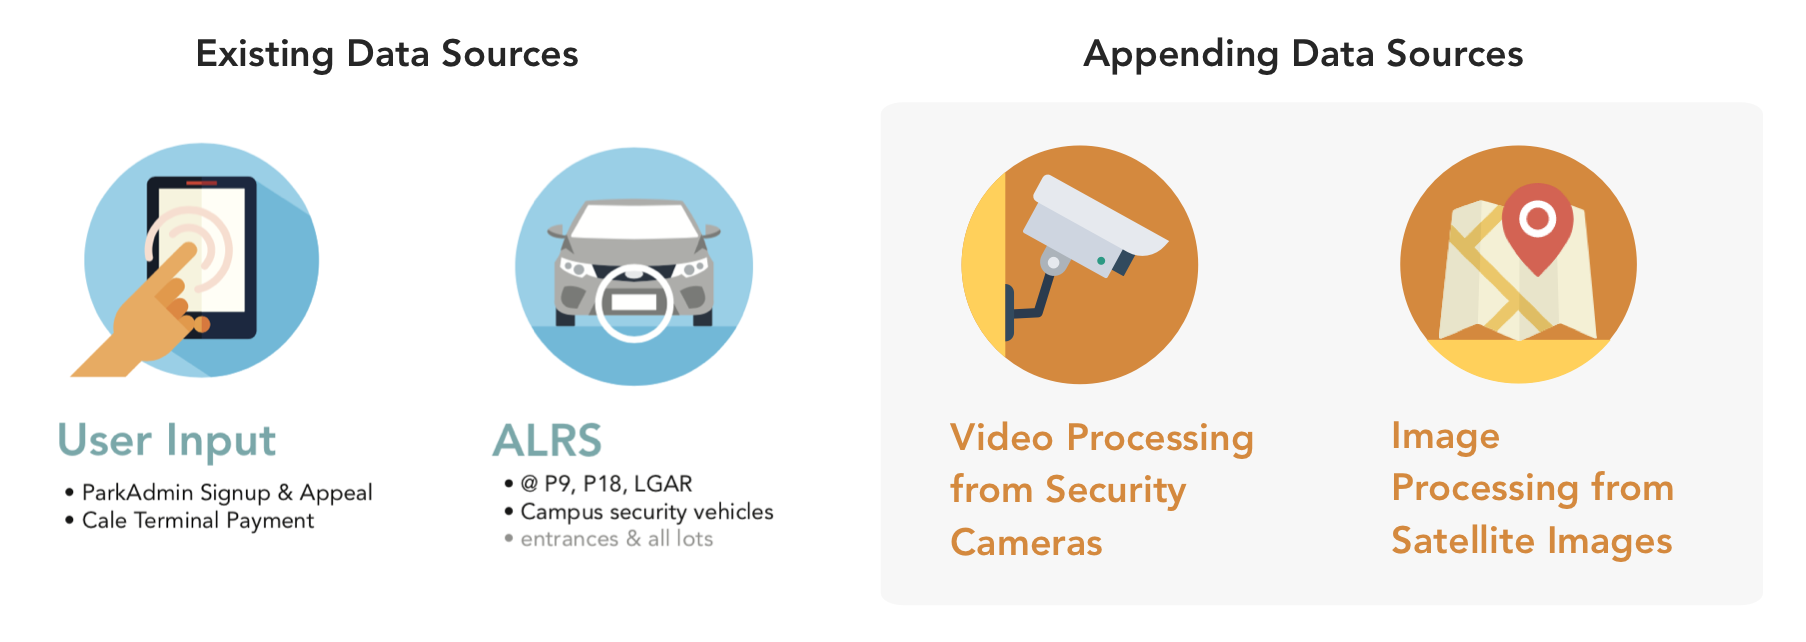 Existing Data Sources
Appending Data Sources
User Input
• ParkAdmin Signup & Appeal
• Cale Terminal Payment
ALRS
• @ P9, P18, LGAR
• Campus security vehicles
• entrances & all lots
Video Processing
from Security
Cameras
Image
Processing from
Satellite Images